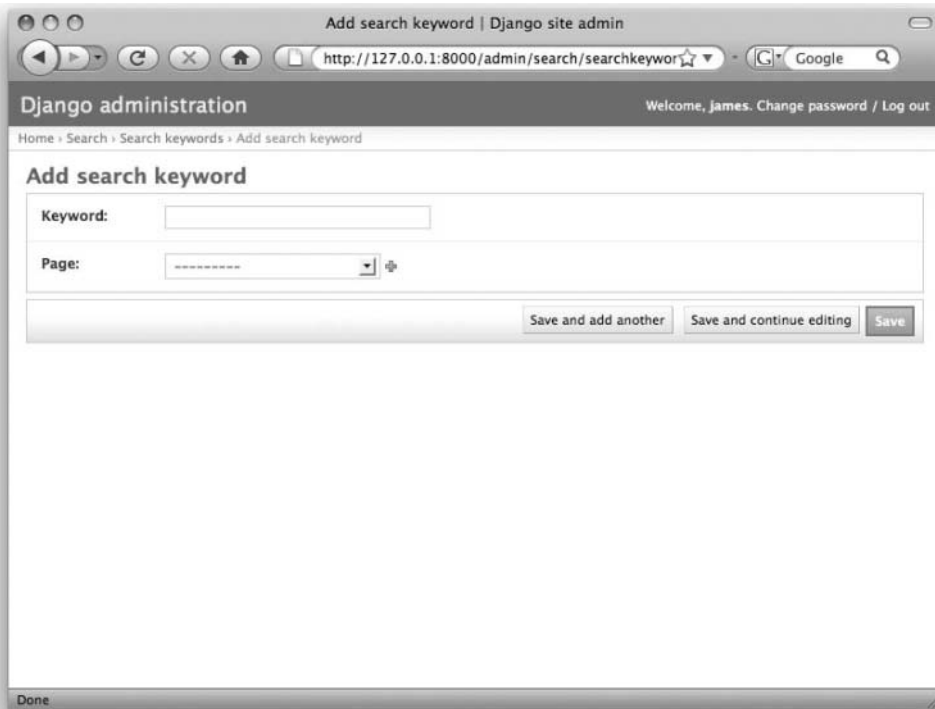 Add search keyword | Django site admin
http://127.0.0.1:8000/admin/search/searchkeywor
G
Google
Django administration
Welcome, james. Change password / Log out
Home › Search › Search keywords › Add search keyword
Add search keyword
Keyword:
Page:
---------
Save and add another
Save and continue editing
Save
Done